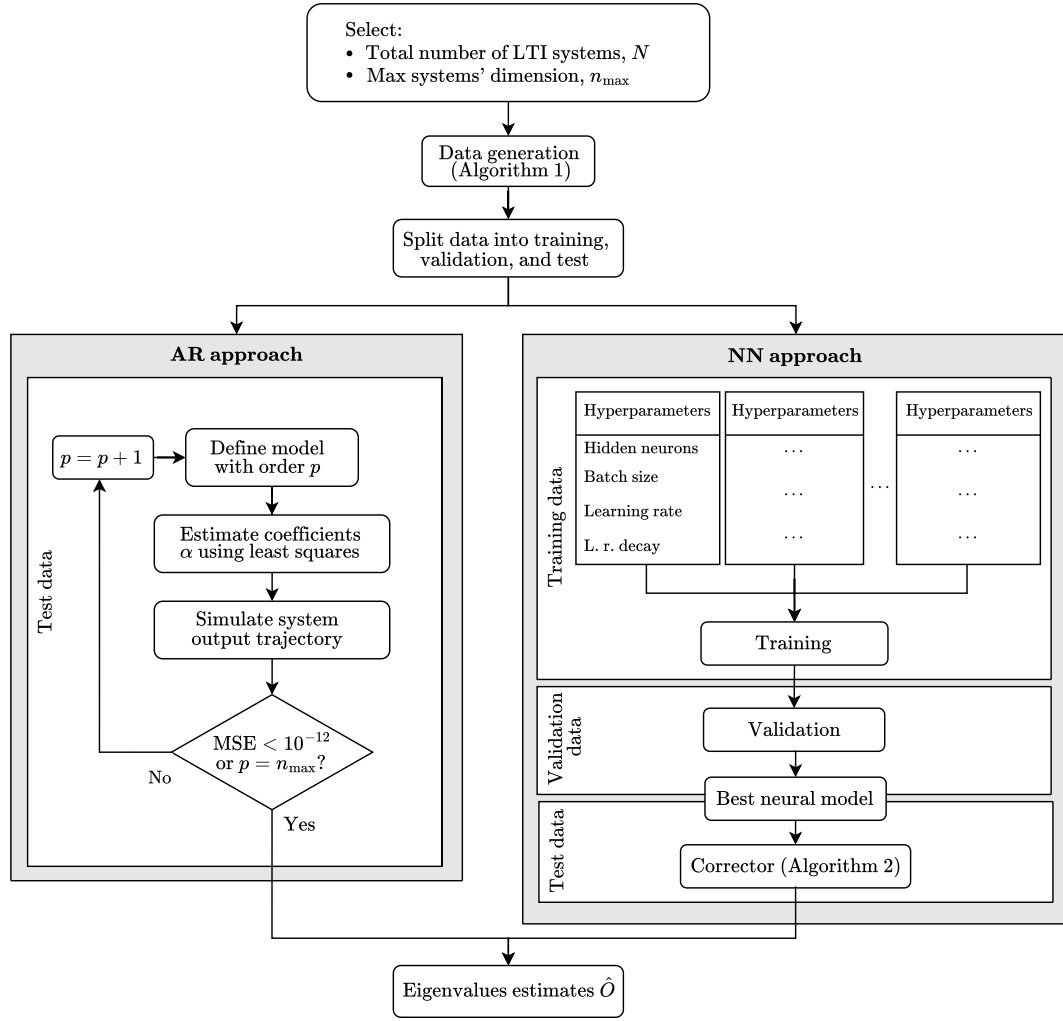 Select:
• Total number of LTI systems, N
• Max systems' dimension, n_max
Data generation
(Algorithm 1)
Split data into training,
validation, and test
AR approach
Test data
p = p + 1
Define model
with order p
Estimate coefficients
α using least squares
Simulate system
output trajectory
MSE < 10^−12
or p = n_max?
No
Yes
NN approach
Training data
Hyperparameters
Hidden neurons
Batch size
Learning rate
L. r. decay
Hyperparameters
...
...
...
...
Hyperparameters
...
...
...
Training
Validation
data
Validation
Best neural model
Test data
Corrector (Algorithm 2)
Eigenvalues estimates Ô